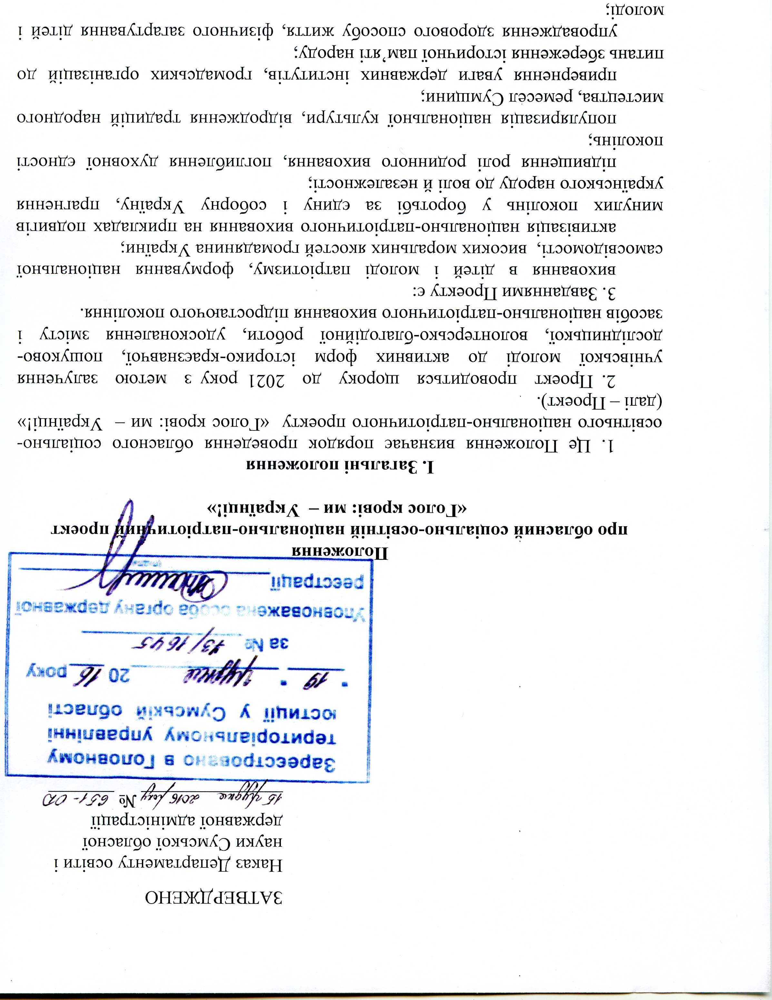 ЗАТВЕРДЖЕНО
Наказ Департаменту освіти і
науки Сумської обласної
державної адміністрації
15 грудня 2016 року № 651-ОД
Зареєстровано в Головному
територіальному управлінні
юстиції у Сумській області
" 19 " грудня 20 16 року
за № 73/1645
Уповноважена особа органу державної
реєстрації
Положення
про обласний соціально-освітній національно-патріотичний проект
«Голос крові: ми – Українці!»
І. Загальні положення
1. Це Положення визначає порядок проведення обласного соціально-
освітнього національно-патріотичного проекту «Голос крові: ми – Українці!»
(далі – Проект).
2. Проект проводиться щороку до 2021 року з метою залучення
учнівської молоді до активних форм історико-краєзнавчої, пошуково-
дослідницької, волонтерсько-благодійної роботи, удосконалення змісту і
засобів національно-патріотичного виховання підростаючого покоління.
3. Завданнями Проекту є:
виховання в дітей і молоді патріотизму, формування національної
самосвідомості, високих моральних якостей громадянина України;
активізація національно-патріотичного виховання на прикладах подвигів
минулих поколінь у боротьбі за єдину і соборну Україну, прагнення
українського народу до волі й незалежності;
підвищення ролі родинного виховання, поглиблення духовної єдності
поколінь;
популяризація національної культури, відродження традицій народного
мистецтва, ремесел Сумщини;
привернення уваги державних інститутів, громадських організацій до
питань збереження історичної пам‘яті народу;
упровадження здорового способу життя, фізичного загартування дітей і
молоді;